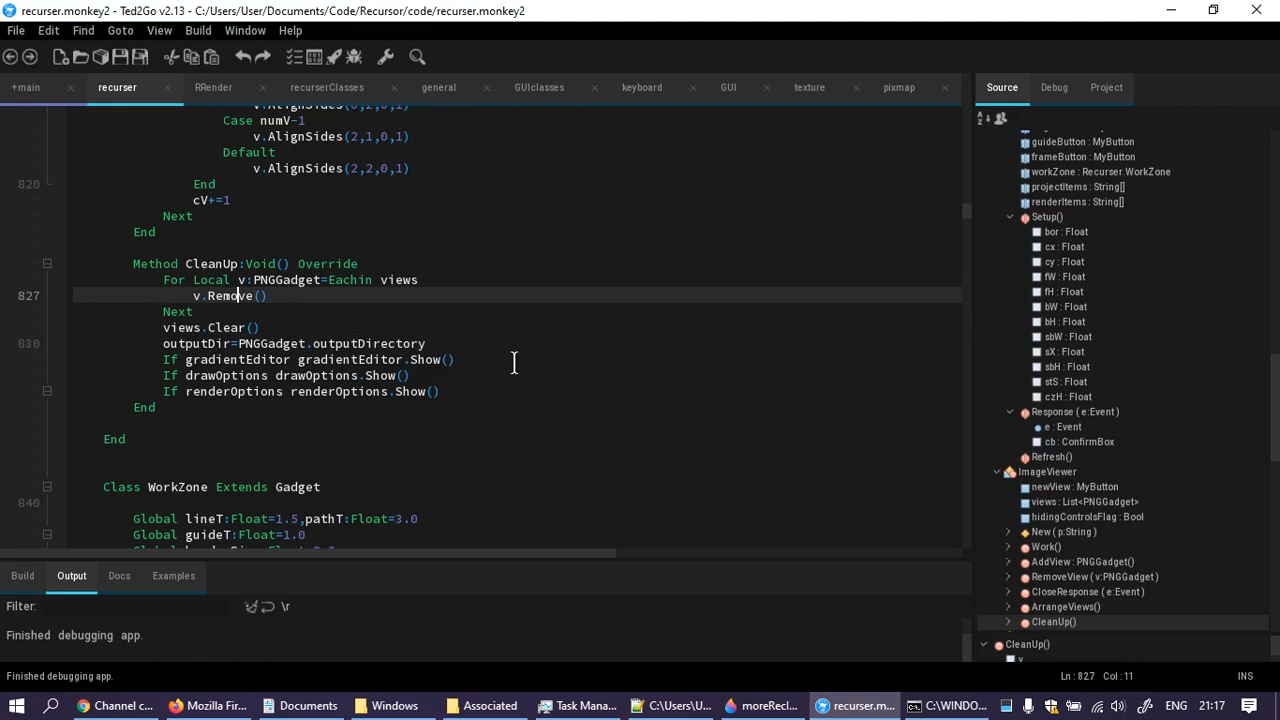 recurser.monkey2 - Ted2Go v2.13 - C:/Users/User/Documents/Code/Recursor/code/recurser.monkey2
File Edit Find Goto View Build Window Help
+main recurser RRender recurserClasses general GUIclasses keyboard GUI texture pixmap
Case numV-1
v.AlignSides(2,1,0,1)
Default
v.AlignSides(2,2,0,1)
820 End
cV+=1
Next
End
Method CleanUp:Void() Override
For Local v:PNGGadget=Eachin views
827 v.Remove()
Next
views.Clear()
830 outputDir=PNGGadget.outputDirectory
If gradientEditor gradientEditor.Show()
If drawOptions drawOptions.Show()
If renderOptions renderOptions.Show()
End
End
Class WorkZone Extends Gadget
840
Global lineT:Float=1.5,pathT:Float=3.0
Global guideT:Float=1.0
Source Debug Project
guideButton : MyButton
frameButton : MyButton
workZone : Recurser.WorkZone
projectItems : String[]
renderItems : String[]
Setup()
bor : Float
cx : Float
cy : Float
fW : Float
fH : Float
bW : Float
bH : Float
sbW : Float
sX : Float
sbH : Float
stS : Float
czH : Float
Response ( e:Event )
e : Event
cb : ConfirmBox
Refresh()
ImageViewer
newView : MyButton
views : List<PNGGadget>
hidingControlsFlag : Bool
New ( p:String )
Work()
AddView : PNGGadget()
RemoveView ( v:PNGGadget )
CloseResponse ( e:Event )
ArrangeViews()
CleanUp()
CleanUp()
Build Output Docs Examples
Filter: \r
Finished debugging app.
Finished debugging app. Ln : 827 Col : 11 INS
Channel c... Mozilla Fir... Documents Windows Associated Task Mana... C:\Users\U... moreRecl... recurser.m... C:\WINDO... ENG 21:17